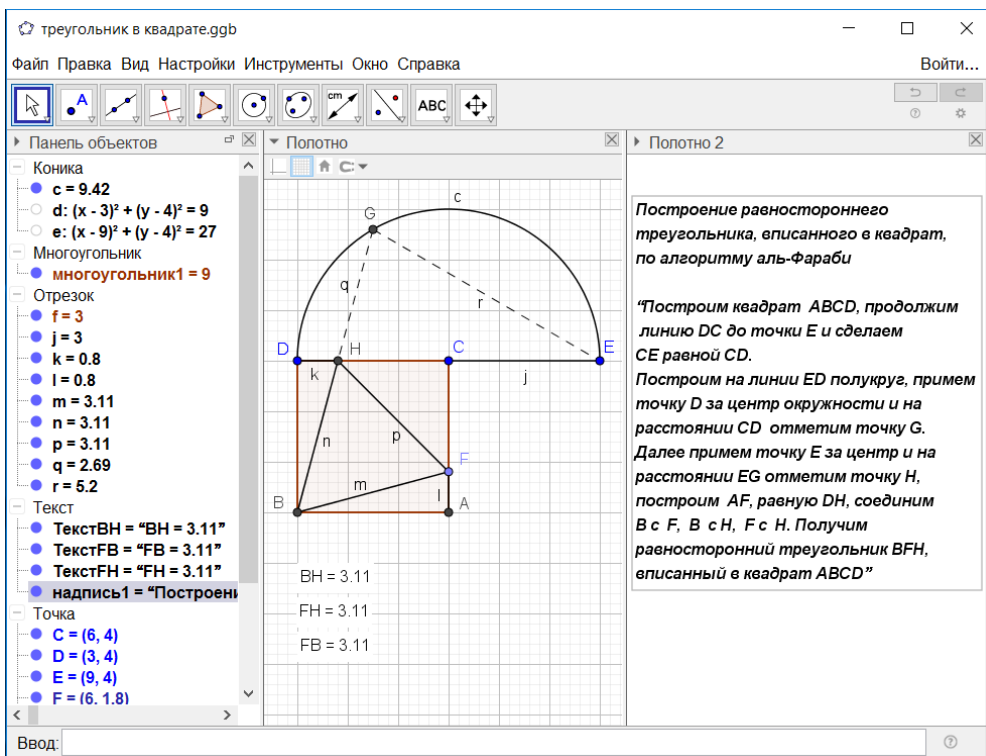 треугольник в квадрате.ggb
Файл Правка Вид Настройки Инструменты Окно Справка Войти...
A cm ABC
Панель объектов
Коника
c = 9.42
d: (x - 3)² + (y - 4)² = 9
e: (x - 9)² + (y - 4)² = 27
Многоугольник
многоугольник1 = 9
Отрезок
f = 3
j = 3
k = 0.8
l = 0.8
m = 3.11
n = 3.11
p = 3.11
q = 2.69
r = 5.2
Текст
ТекстBH = “BH = 3.11”
ТекстFB = “FB = 3.11”
ТекстFH = “FH = 3.11”
надпись1 = “Построени
Точка
C = (6, 4)
D = (3, 4)
E = (9, 4)
F = (6, 1.8)
Полотно
c
G
q
r
D H C E
k j
n p
F
m l
B A
BH = 3.11
FH = 3.11
FB = 3.11
Полотно 2
Построение равностороннего
треугольника, вписанного в квадрат,
по алгоритму аль-Фараби
“Построим квадрат ABCD, продолжим
линию DC до точки E и сделаем
CE равной CD.
Построим на линии ED полукруг, примем
точку D за центр окружности и на
расстоянии CD отметим точку G.
Далее примем точку E за центр и на
расстоянии EG отметим точку H,
построим AF, равную DH, соединим
B с F, B с H, F с H. Получим
равносторонний треугольник BFH,
вписанный в квадрат ABCD”
Ввод: